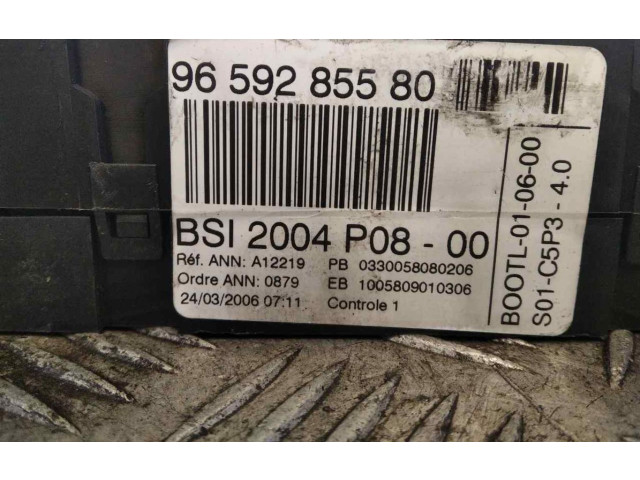 96 592 855 80
BSI 2004 P08 - 00
Réf. ANN: A12219 PB 0330058080206
Ordre ANN: 0879 EB 1005809010306
24/03/2006 07:11 Controle 1
BOOTL-01-06-00
S01-C5P3 - 4.0